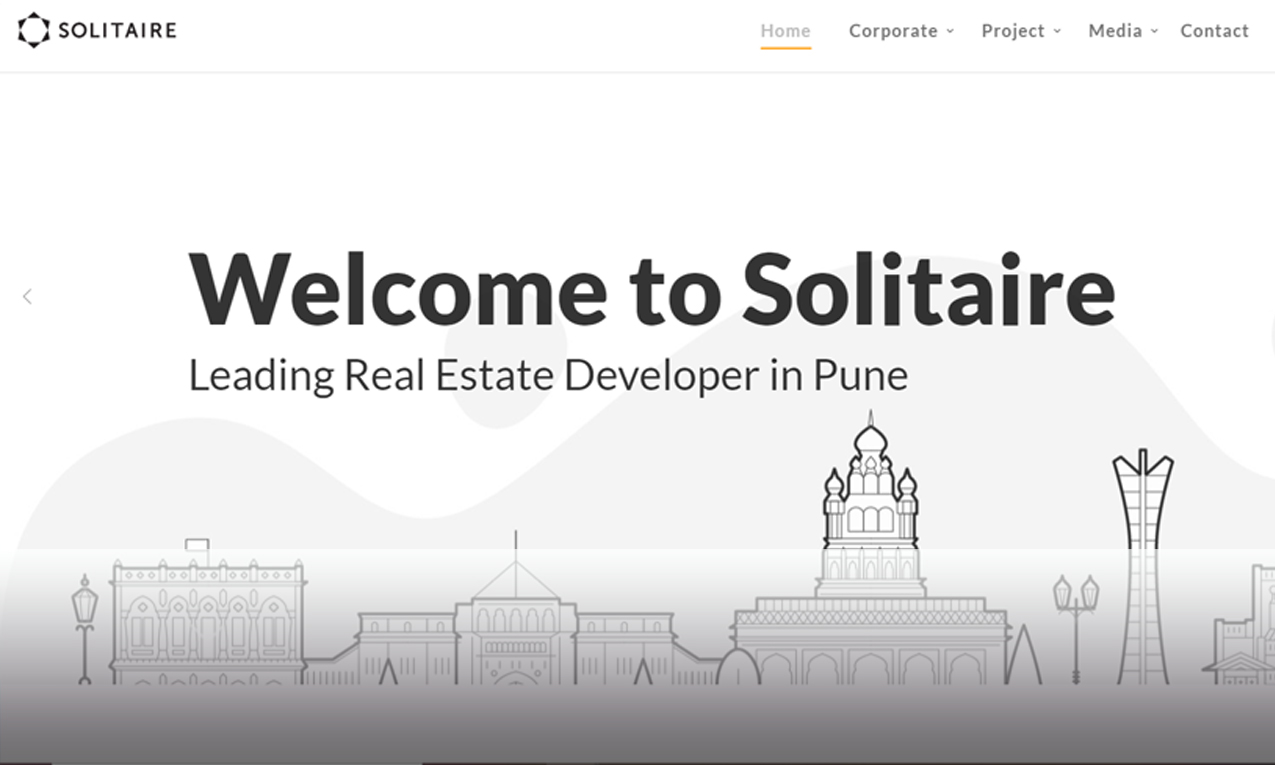 SOLITAIRE
Home Corporate Project Media Contact
Welcome to Solitaire
Leading Real Estate Developer in Pune